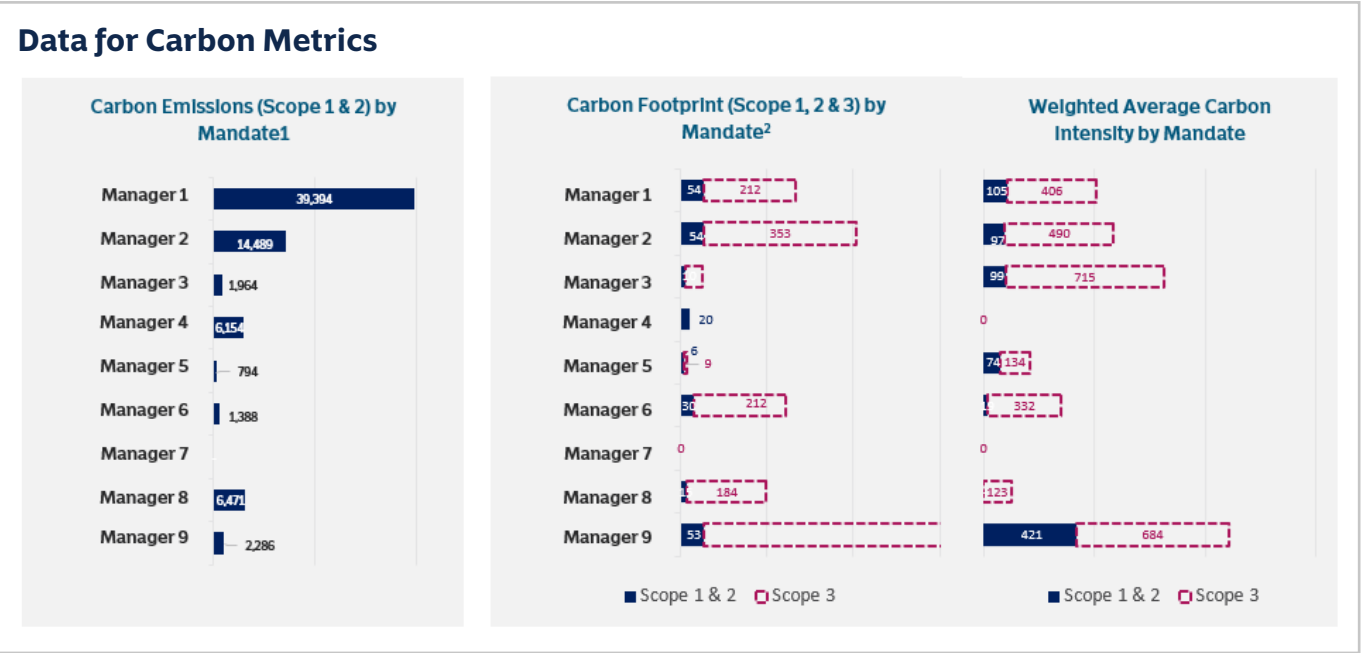 Data for Carbon Metrics
Carbon Emissions (Scope 1 & 2) by
Mandate1
Manager 1 39,394
Manager 2 14,489
Manager 3 1,964
Manager 4 6,154
Manager 5 794
Manager 6 1,388
Manager 7
Manager 8 6,471
Manager 9 2,286
Carbon Footprint (Scope 1, 2 & 3) by
Mandate²
Manager 1 54 212
Manager 2 54 353
Manager 3
Manager 4 20
Manager 5 6 9
Manager 6 30 212
Manager 7 0
Manager 8 184
Manager 9 53
Scope 1 & 2 Scope 3
Weighted Average Carbon
Intensity by Mandate
105 406
97 490
99 715
0
74 134
332
0
123
421 684
Scope 1 & 2 Scope 3